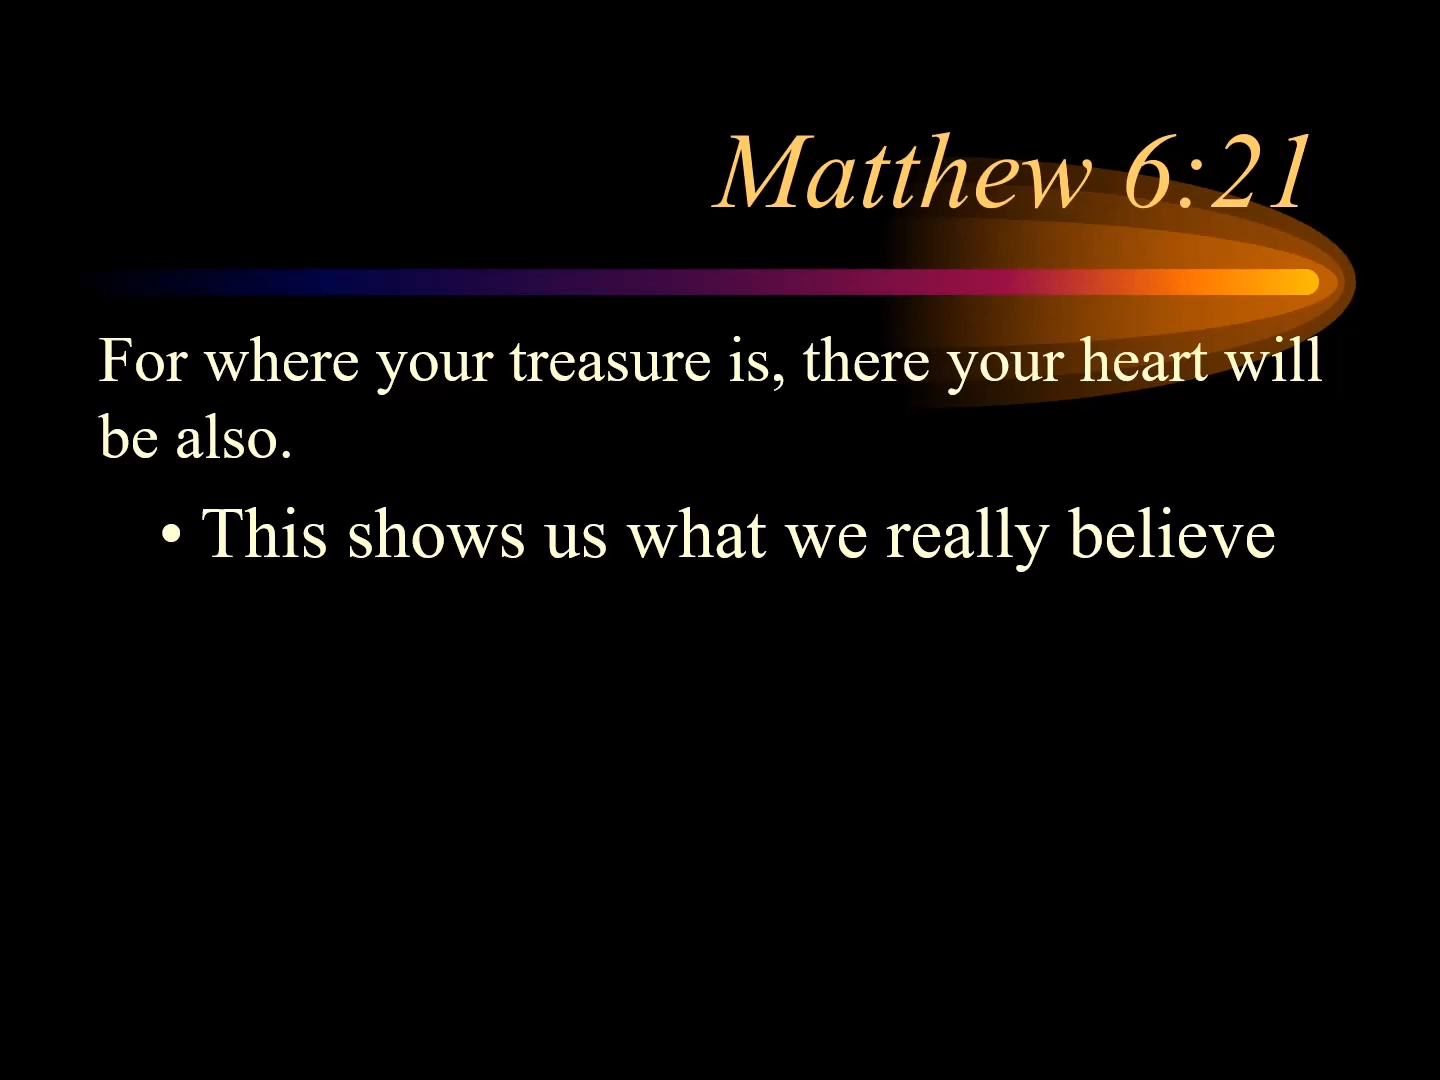 Matthew 6:21
For where your treasure is, there your heart will
be also.
• This shows us what we really believe